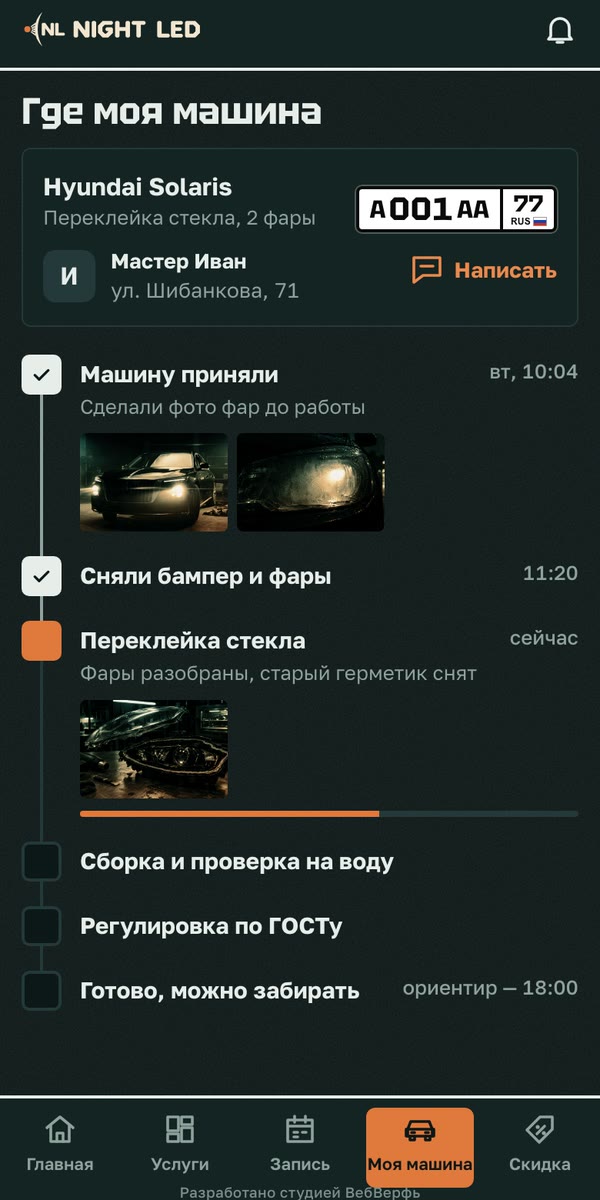 NL NIGHT LED
Где моя машина
Hyundai Solaris
Переклейка стекла, 2 фары
А001АА 77
RUS
И
Мастер Иван
ул. Шибанкова, 71
Написать
Машину приняли
вт, 10:04
Сделали фото фар до работы
Сняли бампер и фары
11:20
Переклейка стекла
сейчас
Фары разобраны, старый герметик снят
Сборка и проверка на воду
Регулировка по ГОСТу
Готово, можно забирать
ориентир — 18:00
Главная
Услуги
Запись
Моя машина
Скидка
Разработано студией ВебВерфь